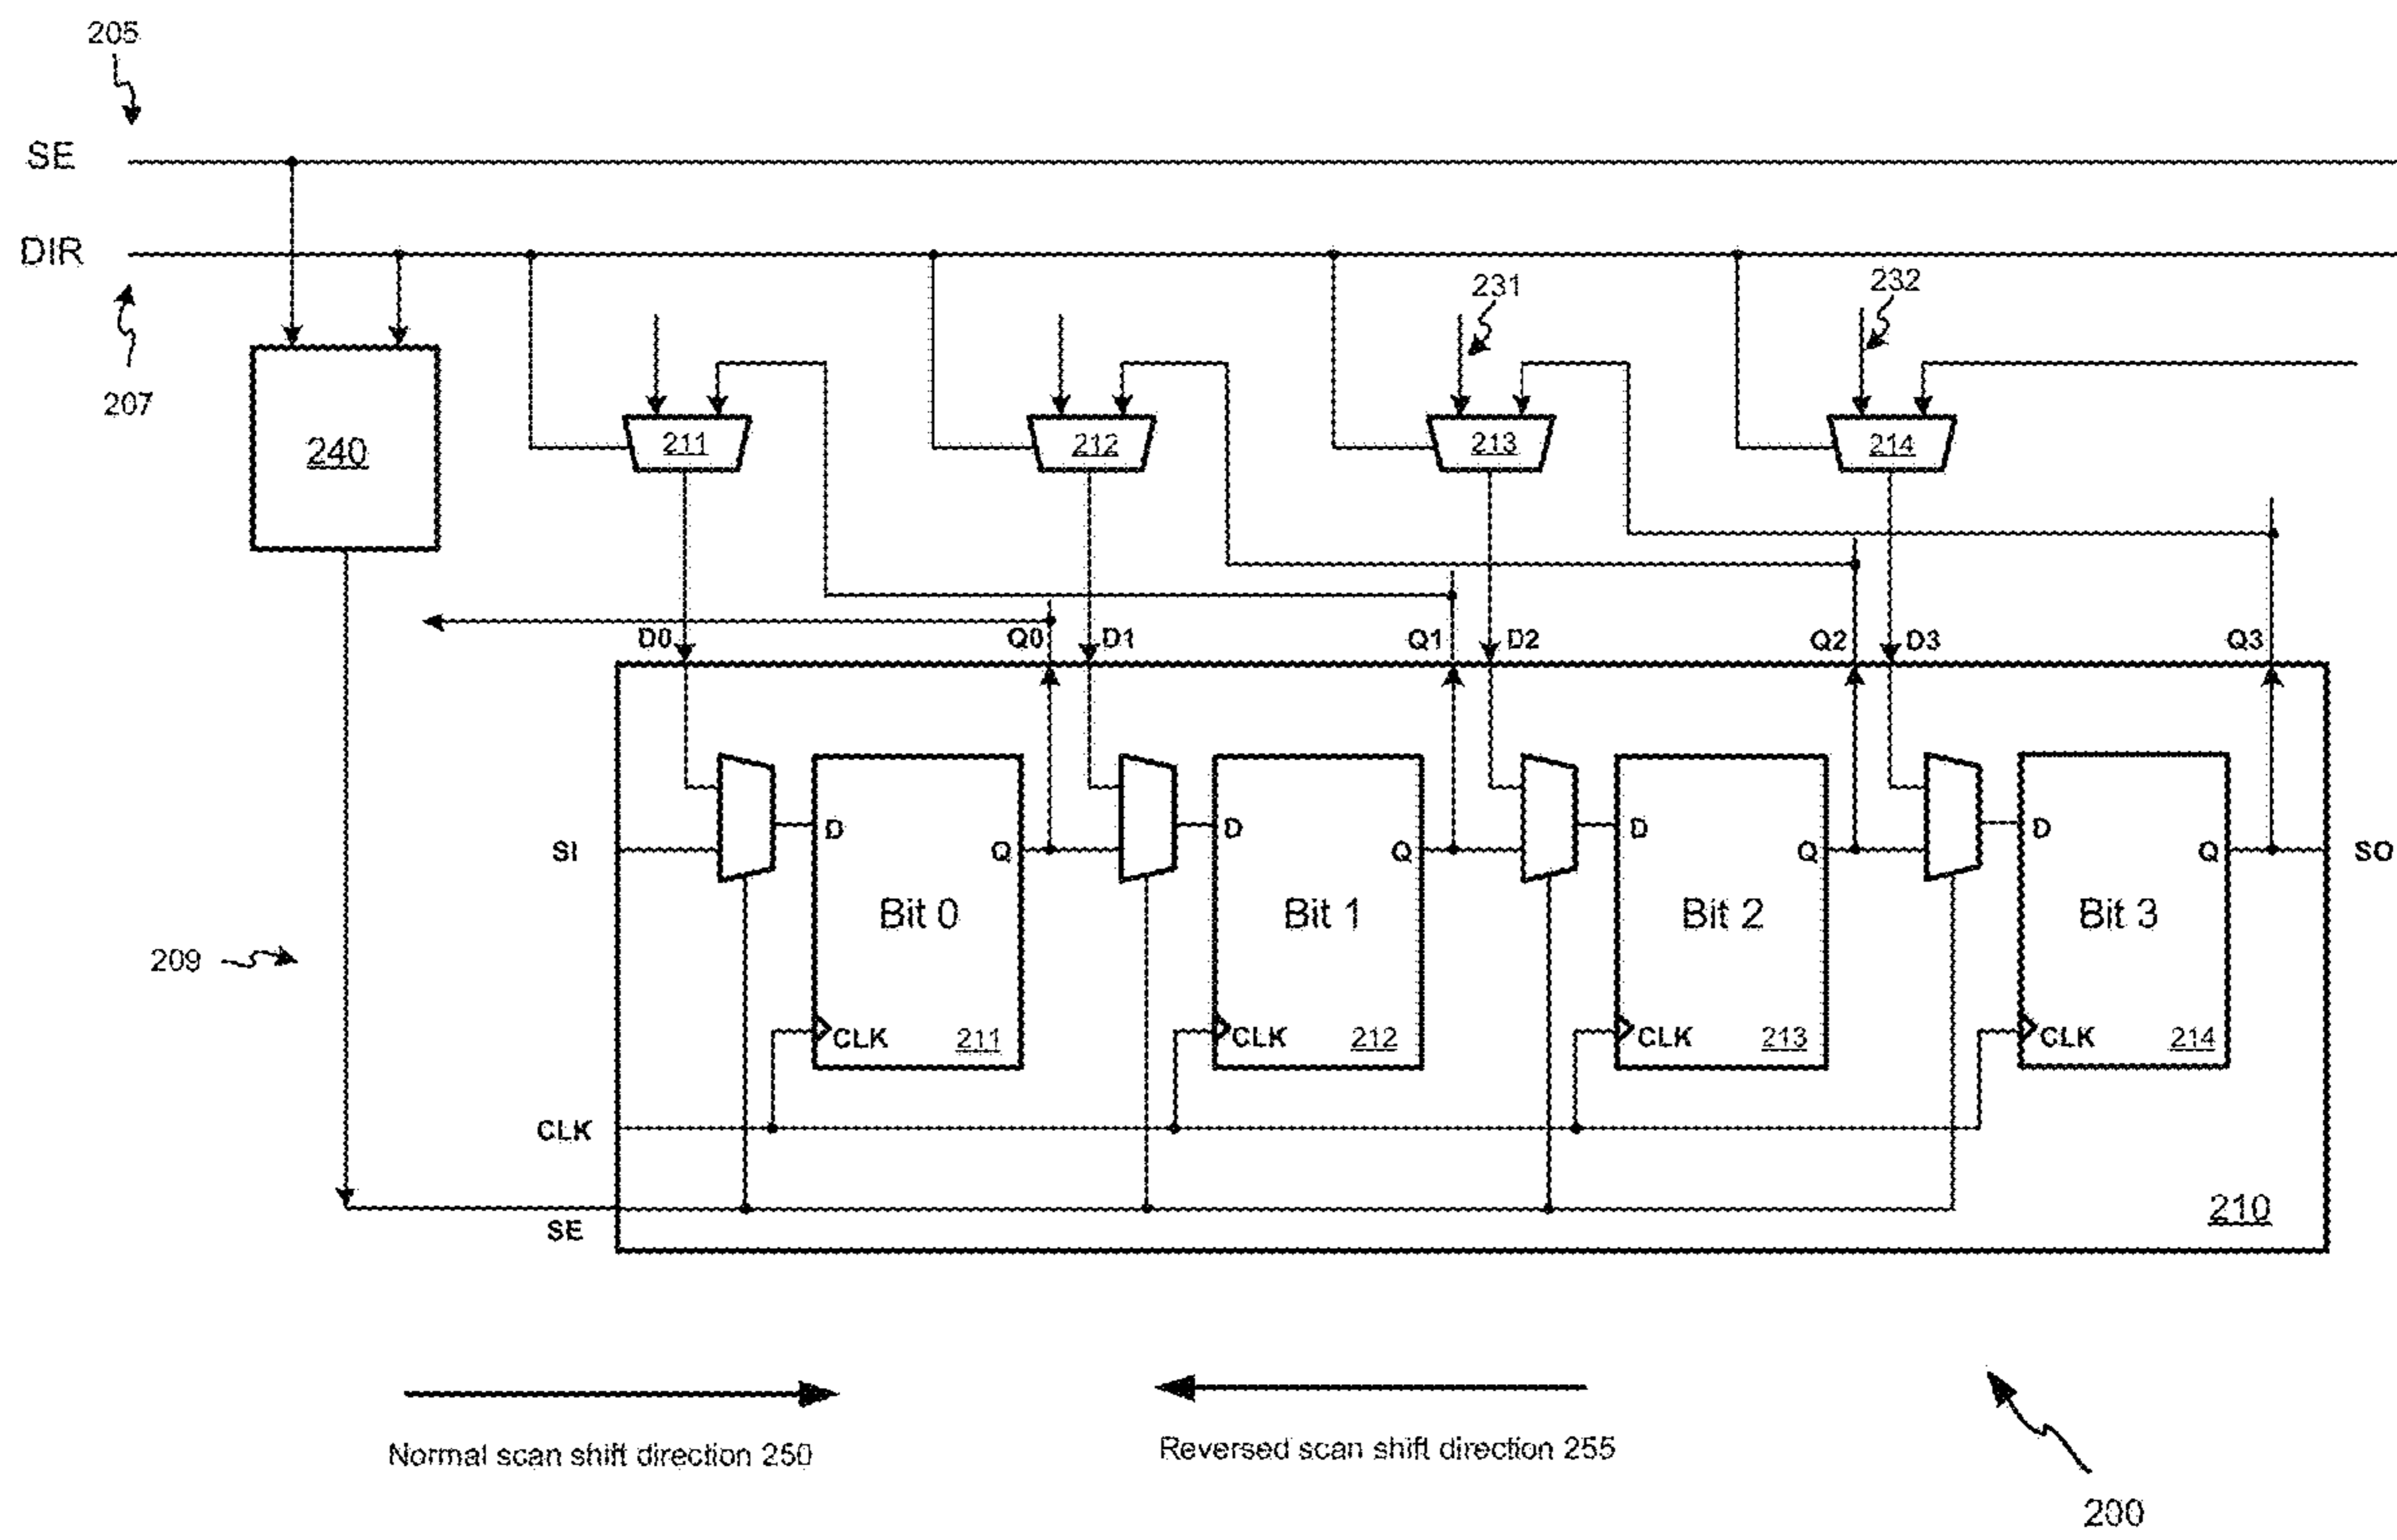 205
SE
DIR
207
231
232
240
211
212
213
214
D0
Q0
D1
Q1
D2
Q2
D3
Q3
SI
D
Q
D
Q
D
Q
D
Q
SO
Bit 0
Bit 1
Bit 2
Bit 3
209
CLK
211
CLK
212
CLK
213
CLK
214
CLK
SE
210
Normal scan shift direction 250
Reversed scan shift direction 255
200